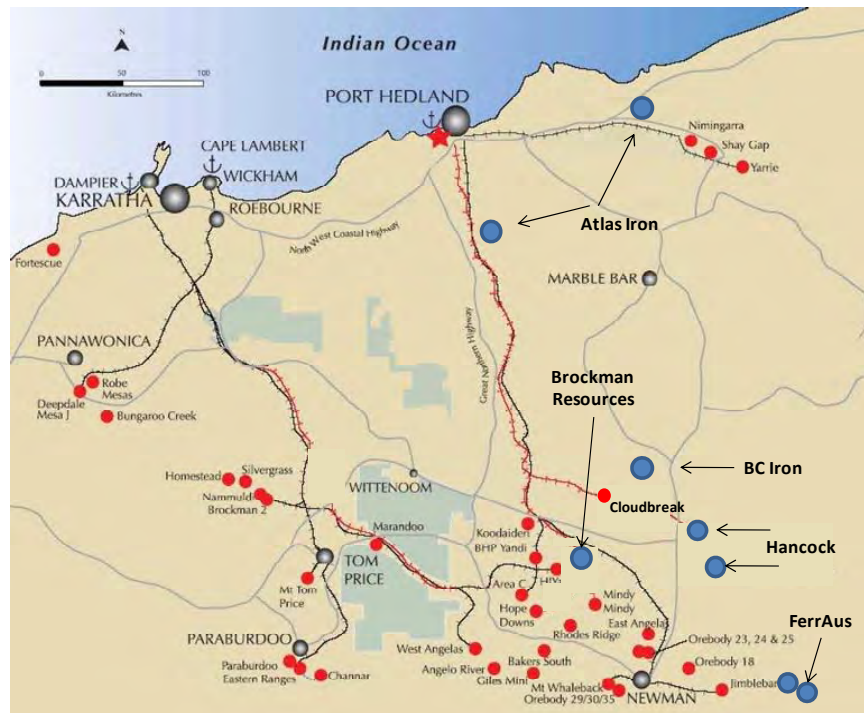 N
Indian Ocean
0
50
100
Kilometres
PORT HEDLAND
Nimingarra
Shay Gap
Yarrie
CAPE LAMBERT
WICKHAM
DAMPIER
KARRATHA
ROEBOURNE
Atlas Iron
North West Coastal Highway
Fortescue
MARBLE BAR
PANNAWONICA
Great Northern Highway
Robe
Mesas
Deepdale
Mesa J
Bungaroo Creek
Brockman
Resources
BC Iron
Homestead
Silvergrass
WITTENOOM
Nammuldi
Brockman 2
Cloudbreak
Marandoo
Koodaideri
BHP Yandi
Hancock
TOM
PRICE
Mt Tom
Price
Area C
Hope
Downs
Mindy
Mindy
Rhodes Ridge
East Angelas
FerrAus
PARABURDOO
Orebody 23, 24 & 25
West Angelas
Bakers South
Orebody 18
Paraburdoo
Eastern Ranges
Channar
Angelo River
Giles Mini
Mt Whaleback
Orebody 29/30/35
NEWMAN
Jimblebar